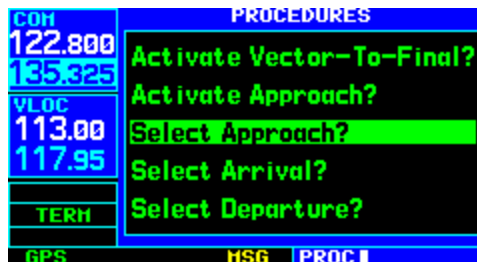 COM
122.800
135.325
VLOC
113.00
117.95
TERM
GPS
PROCEDURES
Activate Vector-To-Final?
Activate Approach?
Select Approach?
Select Arrival?
Select Departure?
MSG
PROC